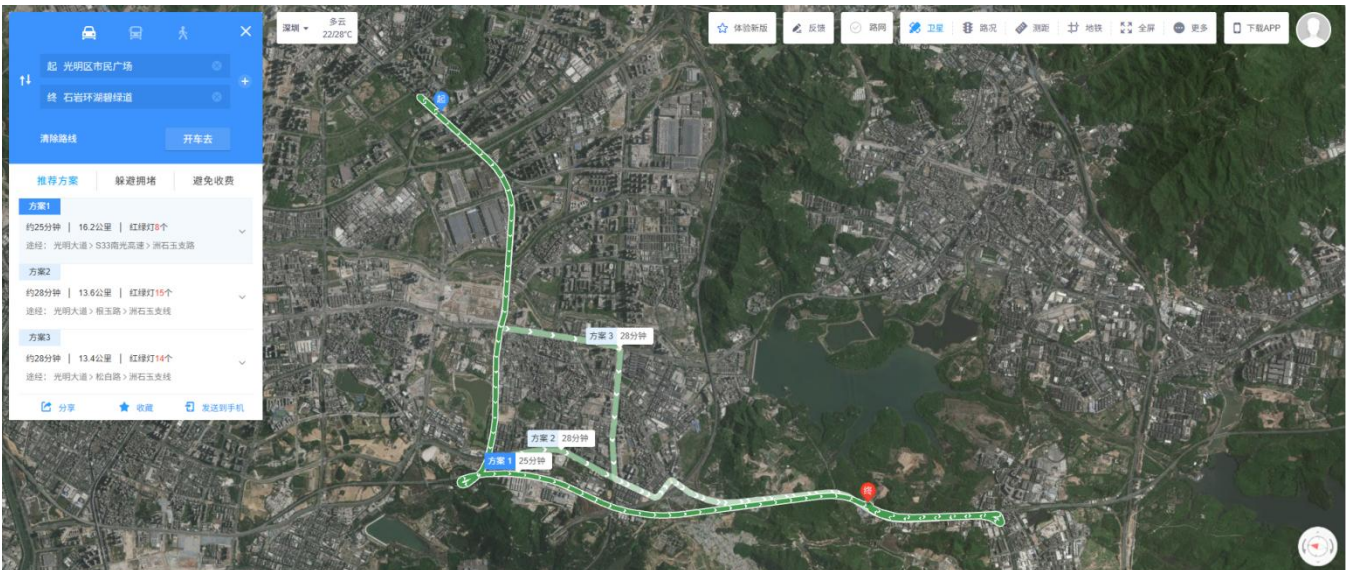 起 光明区市民广场
终 石岩环湖碧绿道
清除路线
开车去
推荐方案 躲避拥堵 避免收费
方案1
约25分钟 | 16.2公里 | 红绿灯8个
途经: 光明大道 > S33南光高速 > 洲石玉支路
方案2
约28分钟 | 13.6公里 | 红绿灯15个
途经: 光明大道 > 根玉路 > 洲石玉支线
方案3
约28分钟 | 13.4公里 | 红绿灯14个
途经: 光明大道 > 松白路 > 洲石玉支线
分享 收藏 发送到手机
深圳
多云
22/28°C
体验新版 反馈 路网 卫星 路况 测距 地铁 全屏 更多 下载APP
起
方案 3 28分钟
方案 2 28分钟
方案 1 25分钟
终